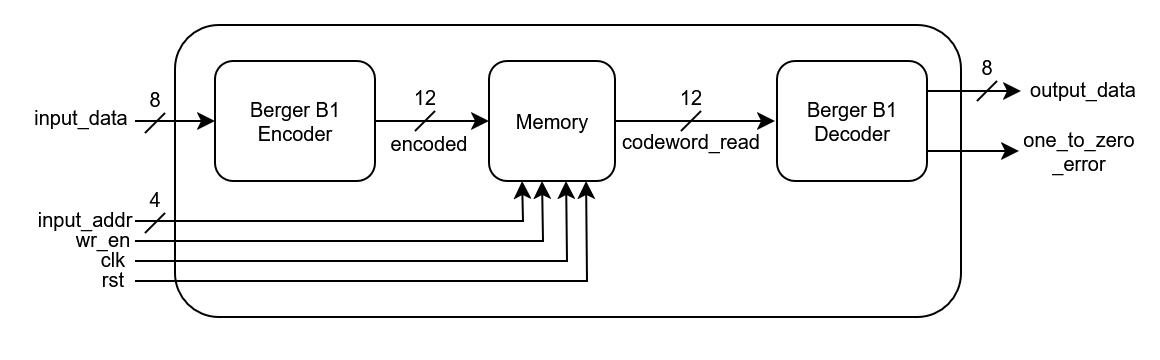 input_data
8
Berger B1
Encoder
12
encoded
Memory
12
codeword_read
Berger B1
Decoder
8
output_data
one_to_zero
_error
4
input_addr
wr_en
clk
rst